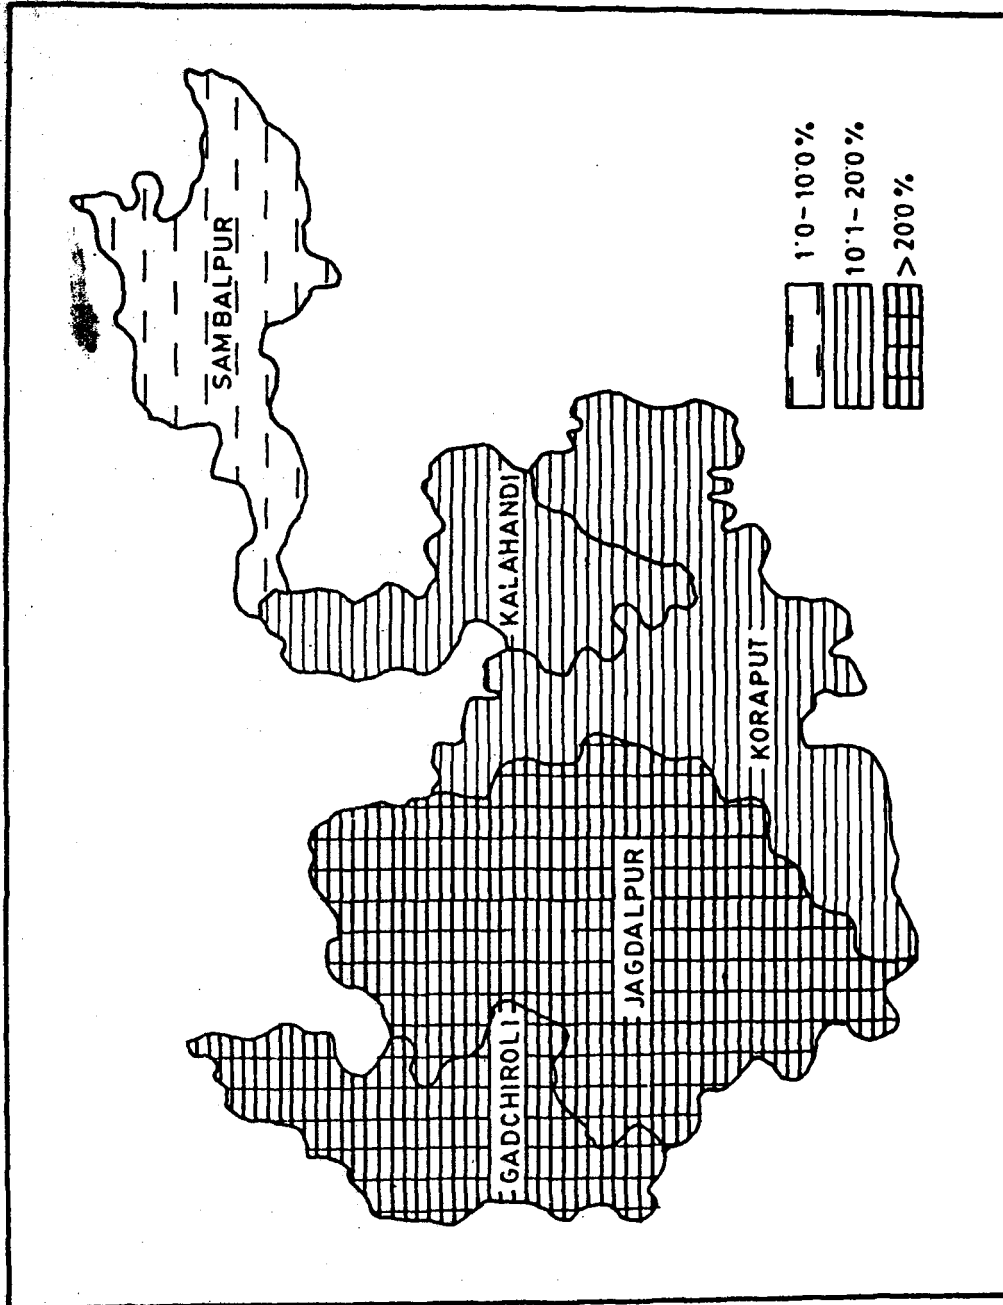 SAMBALPUR
KALAHANDI
KORAPUT
JAGDALPUR
GADCHIROLI
1.0-10.0%
10.1-20.0%
>20.0%